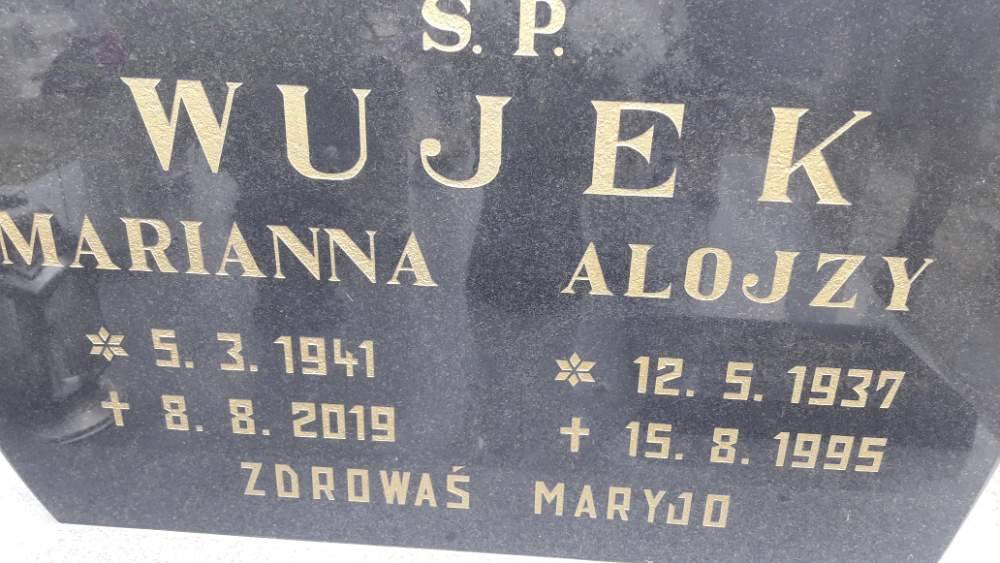 Ś. P.
WUJEK
MARIANNA ALOJZY
* 5. 3. 1941 * 12. 5. 1937
✝ 8. 8. 2019 ✝ 15. 8. 1995
ZDROWAŚ MARYJO